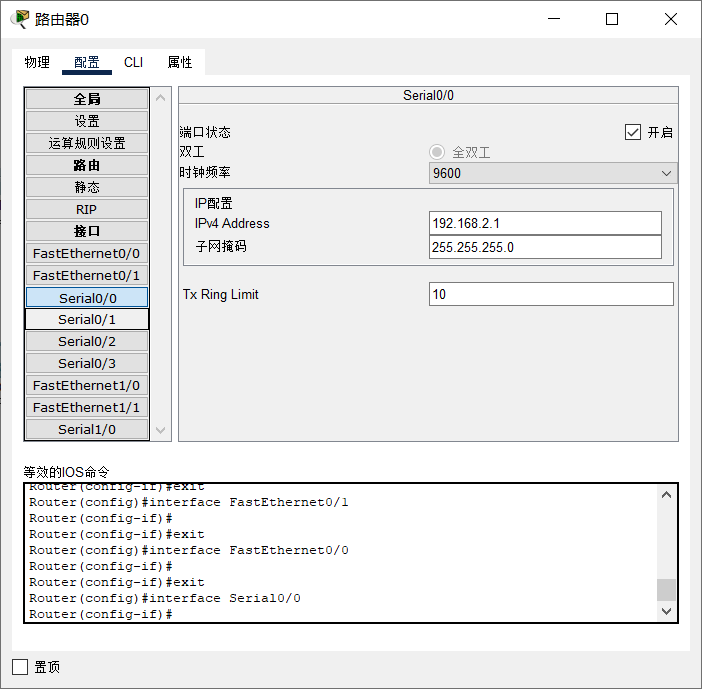 路由器0
物理 配置 CLI 属性
全局
设置
运算规则设置
路由
静态
RIP
接口
FastEthernet0/0
FastEthernet0/1
Serial0/0
Serial0/1
Serial0/2
Serial0/3
FastEthernet1/0
FastEthernet1/1
Serial1/0
Serial0/0
端口状态 开启
双工 全双工
时钟频率 9600
IP配置
IPv4 Address 192.168.2.1
子网掩码 255.255.255.0
Tx Ring Limit 10
等效的IOS命令
Router(config-if)#exit
Router(config)#interface FastEthernet0/1
Router(config-if)#
Router(config-if)#exit
Router(config)#interface FastEthernet0/0
Router(config-if)#
Router(config-if)#exit
Router(config)#interface Serial0/0
Router(config-if)#
置顶